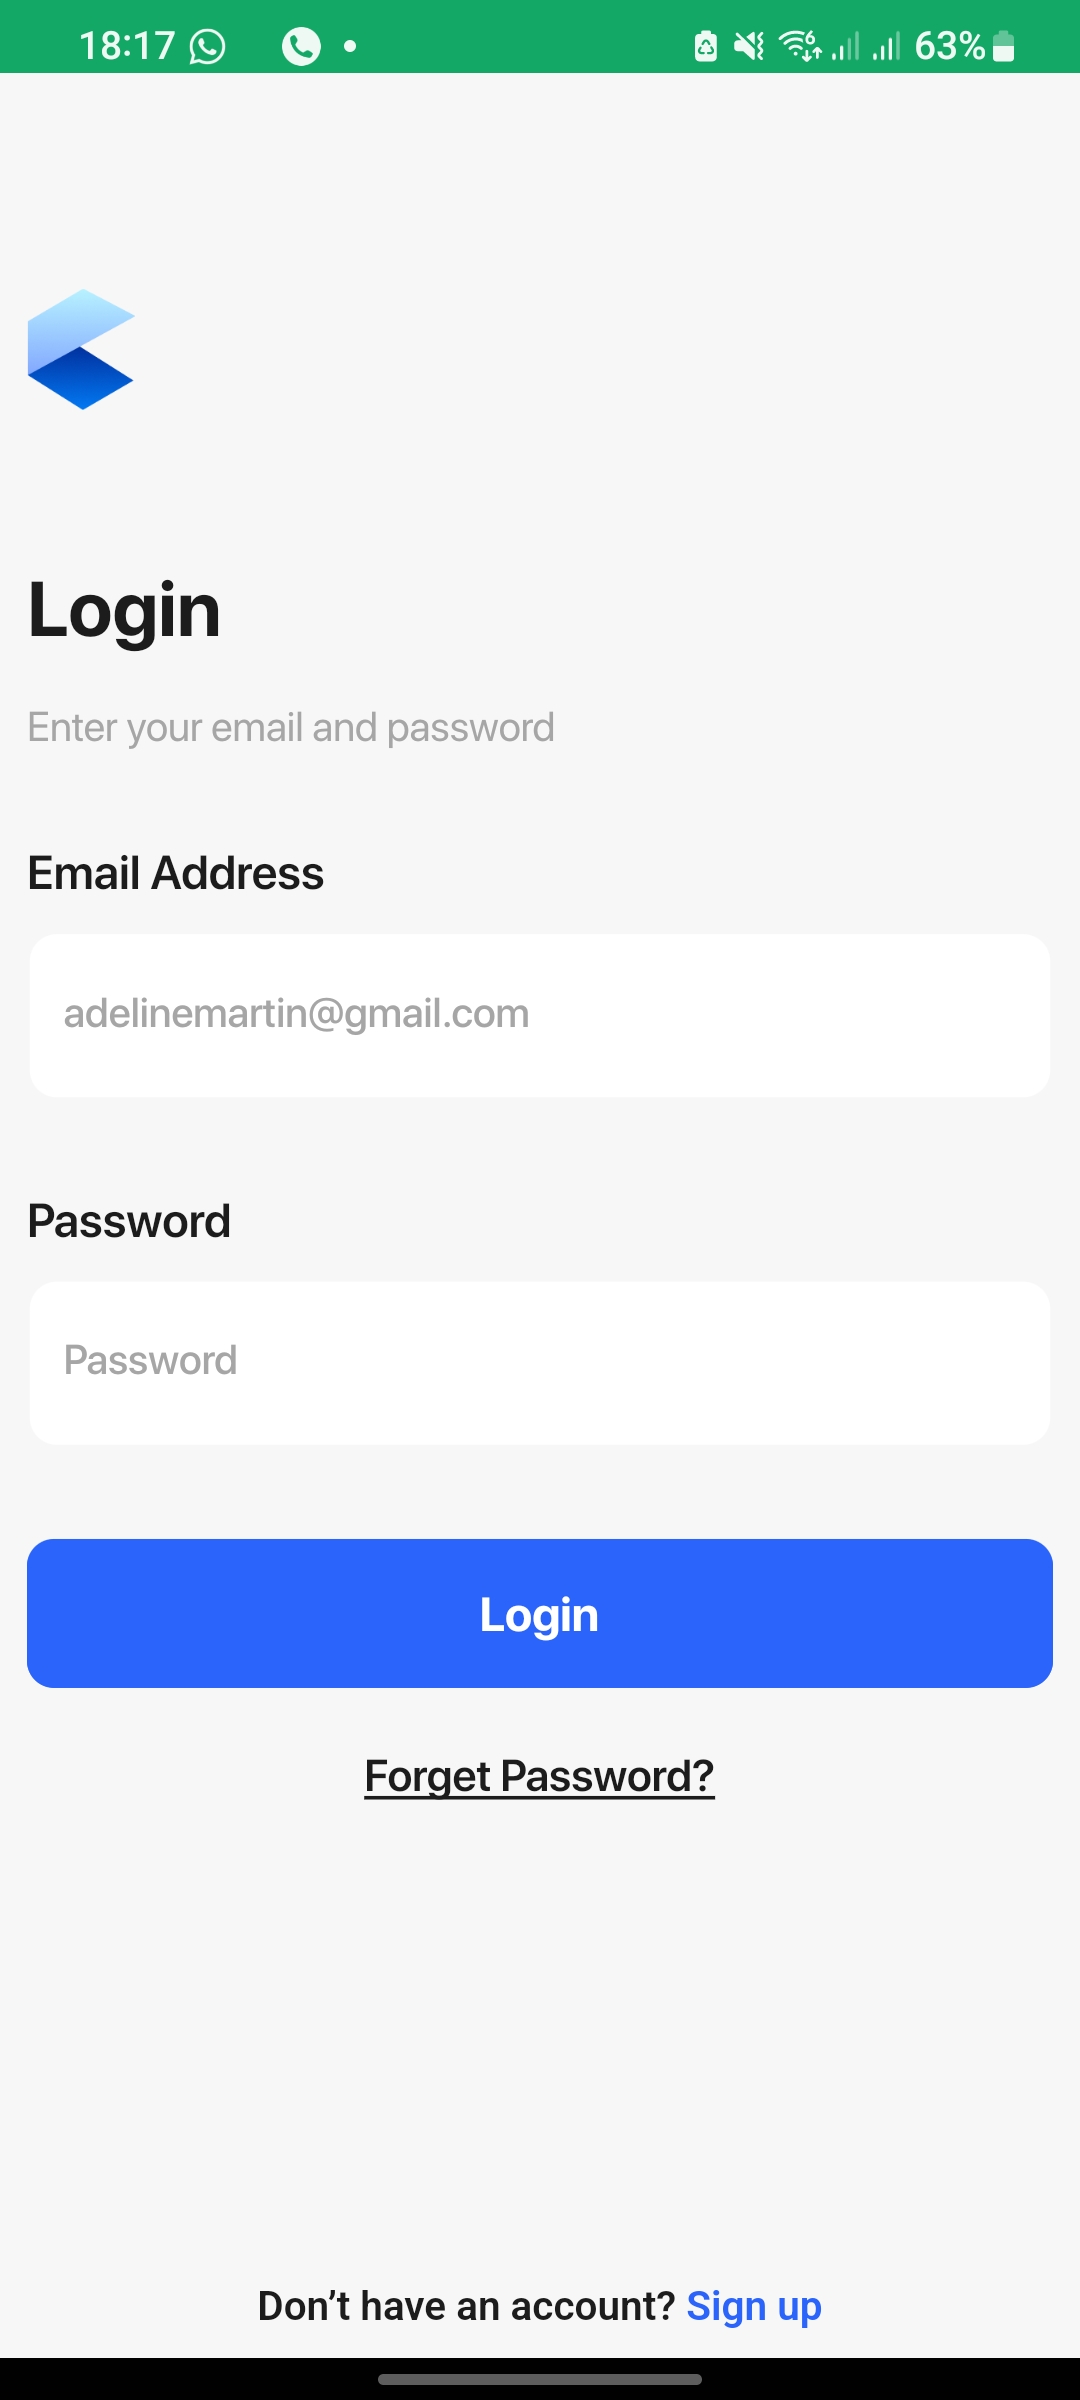 18:17 63%
Login
Enter your email and password
Email Address
adelinemartin@gmail.com
Password
Password
Login
Forget Password?
Don’t have an account? Sign up